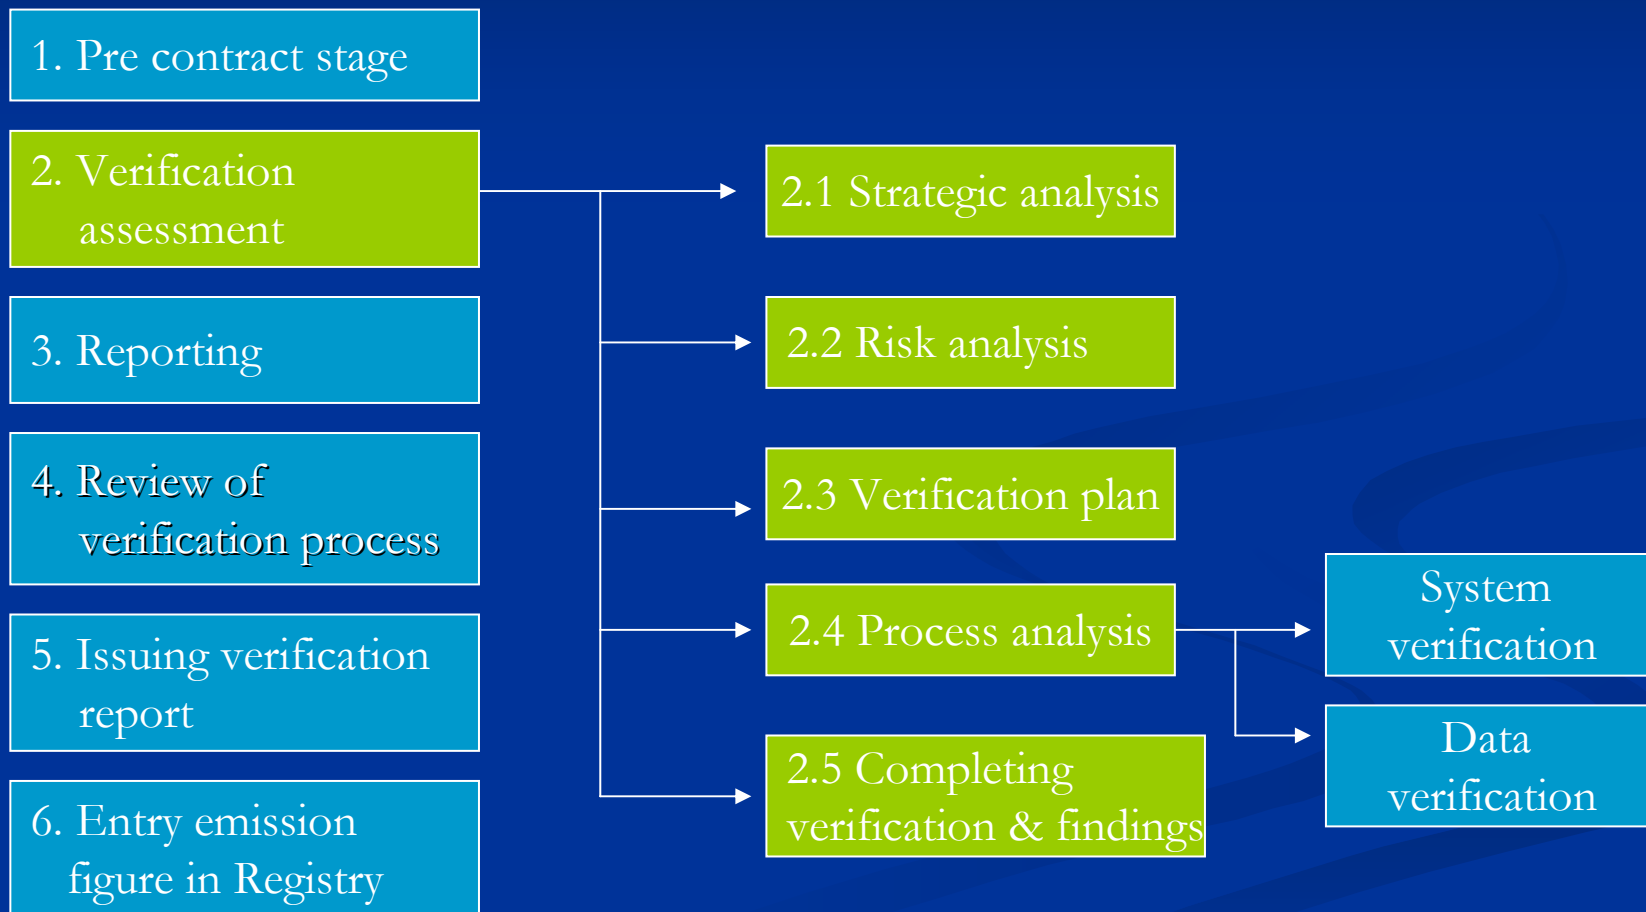 1. Pre contract stage
2. Verification
assessment
3. Reporting
4. Review of
verification process
5. Issuing verification
report
6. Entry emission
figure in Registry
2.1 Strategic analysis
2.2 Risk analysis
2.3 Verification plan
2.4 Process analysis
2.5 Completing
verification & findings
System
verification
Data
verification